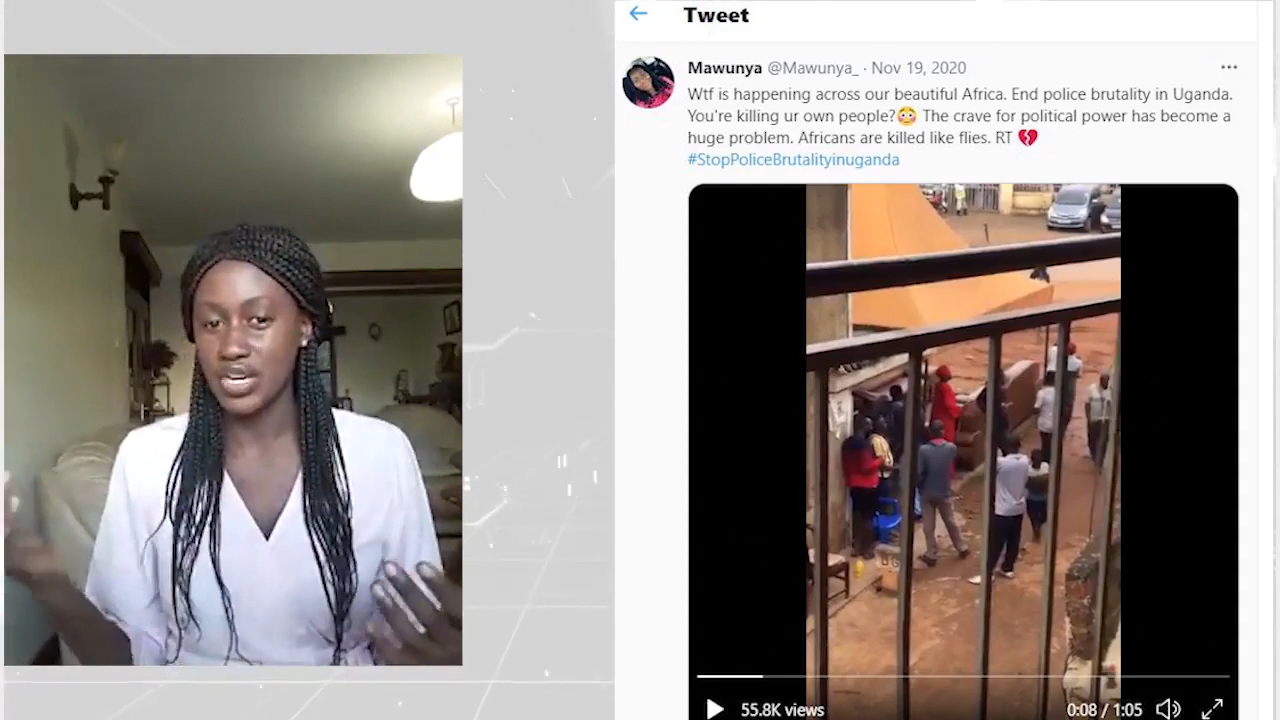 Tweet
Mawunya @Mawunya_ · Nov 19, 2020
Wtf is happening across our beautiful Africa. End police brutality in Uganda.
You're killing ur own people?😳 The crave for political power has become a
huge problem. Africans are killed like flies. RT 💔
#StopPoliceBrutalityinuganda
55.8K views
0:08 / 1:05